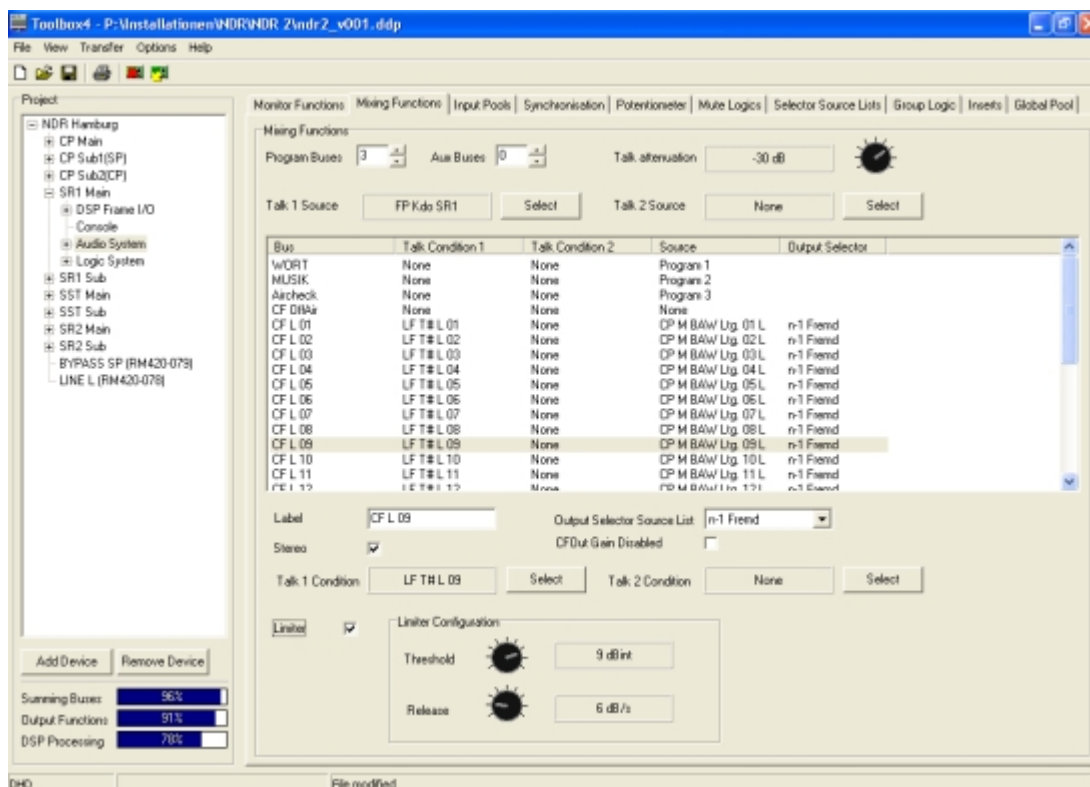 Toolbox4 - P:\Installationen\NDR\NDR 2\ndr2_v001.ddp
File View Transfer Options Help
Project
NDR Hamburg
CP Main
CP Sub1(SP)
CP Sub2(CP)
SR1 Main
DSP Frame I/O
Console
Audio System
Logic System
SR1 Sub
SST Main
SST Sub
SR2 Main
SR2 Sub
BYPASS SP (RM420-079)
LINE L (RM420-078)
Add Device Remove Device
Summing Buses 96%
Output Functions 91%
DSP Processing 78%
Monitor Functions Mixing Functions Input Pools Synchronisation Potentiometer Mute Logics Selector Source Lists Group Logic Inserts Global Pool
Mixing Functions
Program Buses 3 Aux Buses 0 Talk attenuation -30 dB
Talk 1 Source FP Kdo SR1 Select Talk 2 Source None Select
Bus Talk Condition 1 Talk Condition 2 Source Output Selector
WORT None None Program 1
MUSIK None None Program 2
Aircheck None None Program 3
CF OffAir None None None
CF L 01 LF T# L 01 None CP M BAW Ltg. 01 L n-1 Fremd
CF L 02 LF T# L 02 None CP M BAW Ltg. 02 L n-1 Fremd
CF L 03 LF T# L 03 None CP M BAW Ltg. 03 L n-1 Fremd
CF L 04 LF T# L 04 None CP M BAW Ltg. 04 L n-1 Fremd
CF L 05 LF T# L 05 None CP M BAW Ltg. 05 L n-1 Fremd
CF L 06 LF T# L 06 None CP M BAW Ltg. 06 L n-1 Fremd
CF L 07 LF T# L 07 None CP M BAW Ltg. 07 L n-1 Fremd
CF L 08 LF T# L 08 None CP M BAW Ltg. 08 L n-1 Fremd
CF L 09 LF T# L 09 None CP M BAW Ltg. 09 L n-1 Fremd
CF L 10 LF T# L 10 None CP M BAW Ltg. 10 L n-1 Fremd
CF L 11 LF T# L 11 None CP M BAW Ltg. 11 L n-1 Fremd
CF L 12 LF T# L 12 None CP M BAW Ltg. 12 L n-1 Fremd
Label CF L 09 Output Selector Source List n-1 Fremd
Stereo CFOut Gain Disabled
Talk 1 Condition LF T# L 09 Select Talk 2 Condition None Select
Limiter Limiter Configuration
Threshold 9 dBint
Release 6 dB/s
DHD File modified